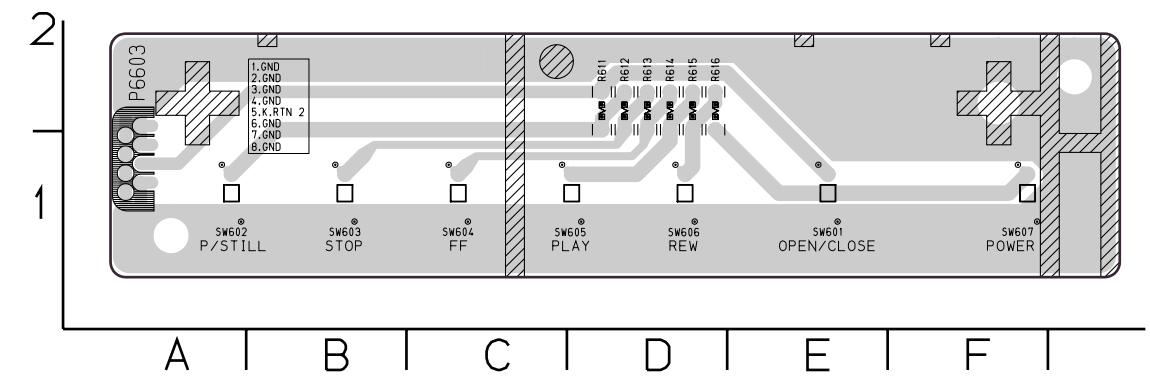 2
P6603
1.GND
2.GND
3.GND
4.GND
5.K.RTN 2
6.GND
7.GND
8.GND
R611
R612
R613
R614
R615
R616
1
SW602
P/STILL
SW603
STOP
SW604
FF
SW605
PLAY
SW606
REW
SW601
OPEN/CLOSE
SW607
POWER
A B C D E F